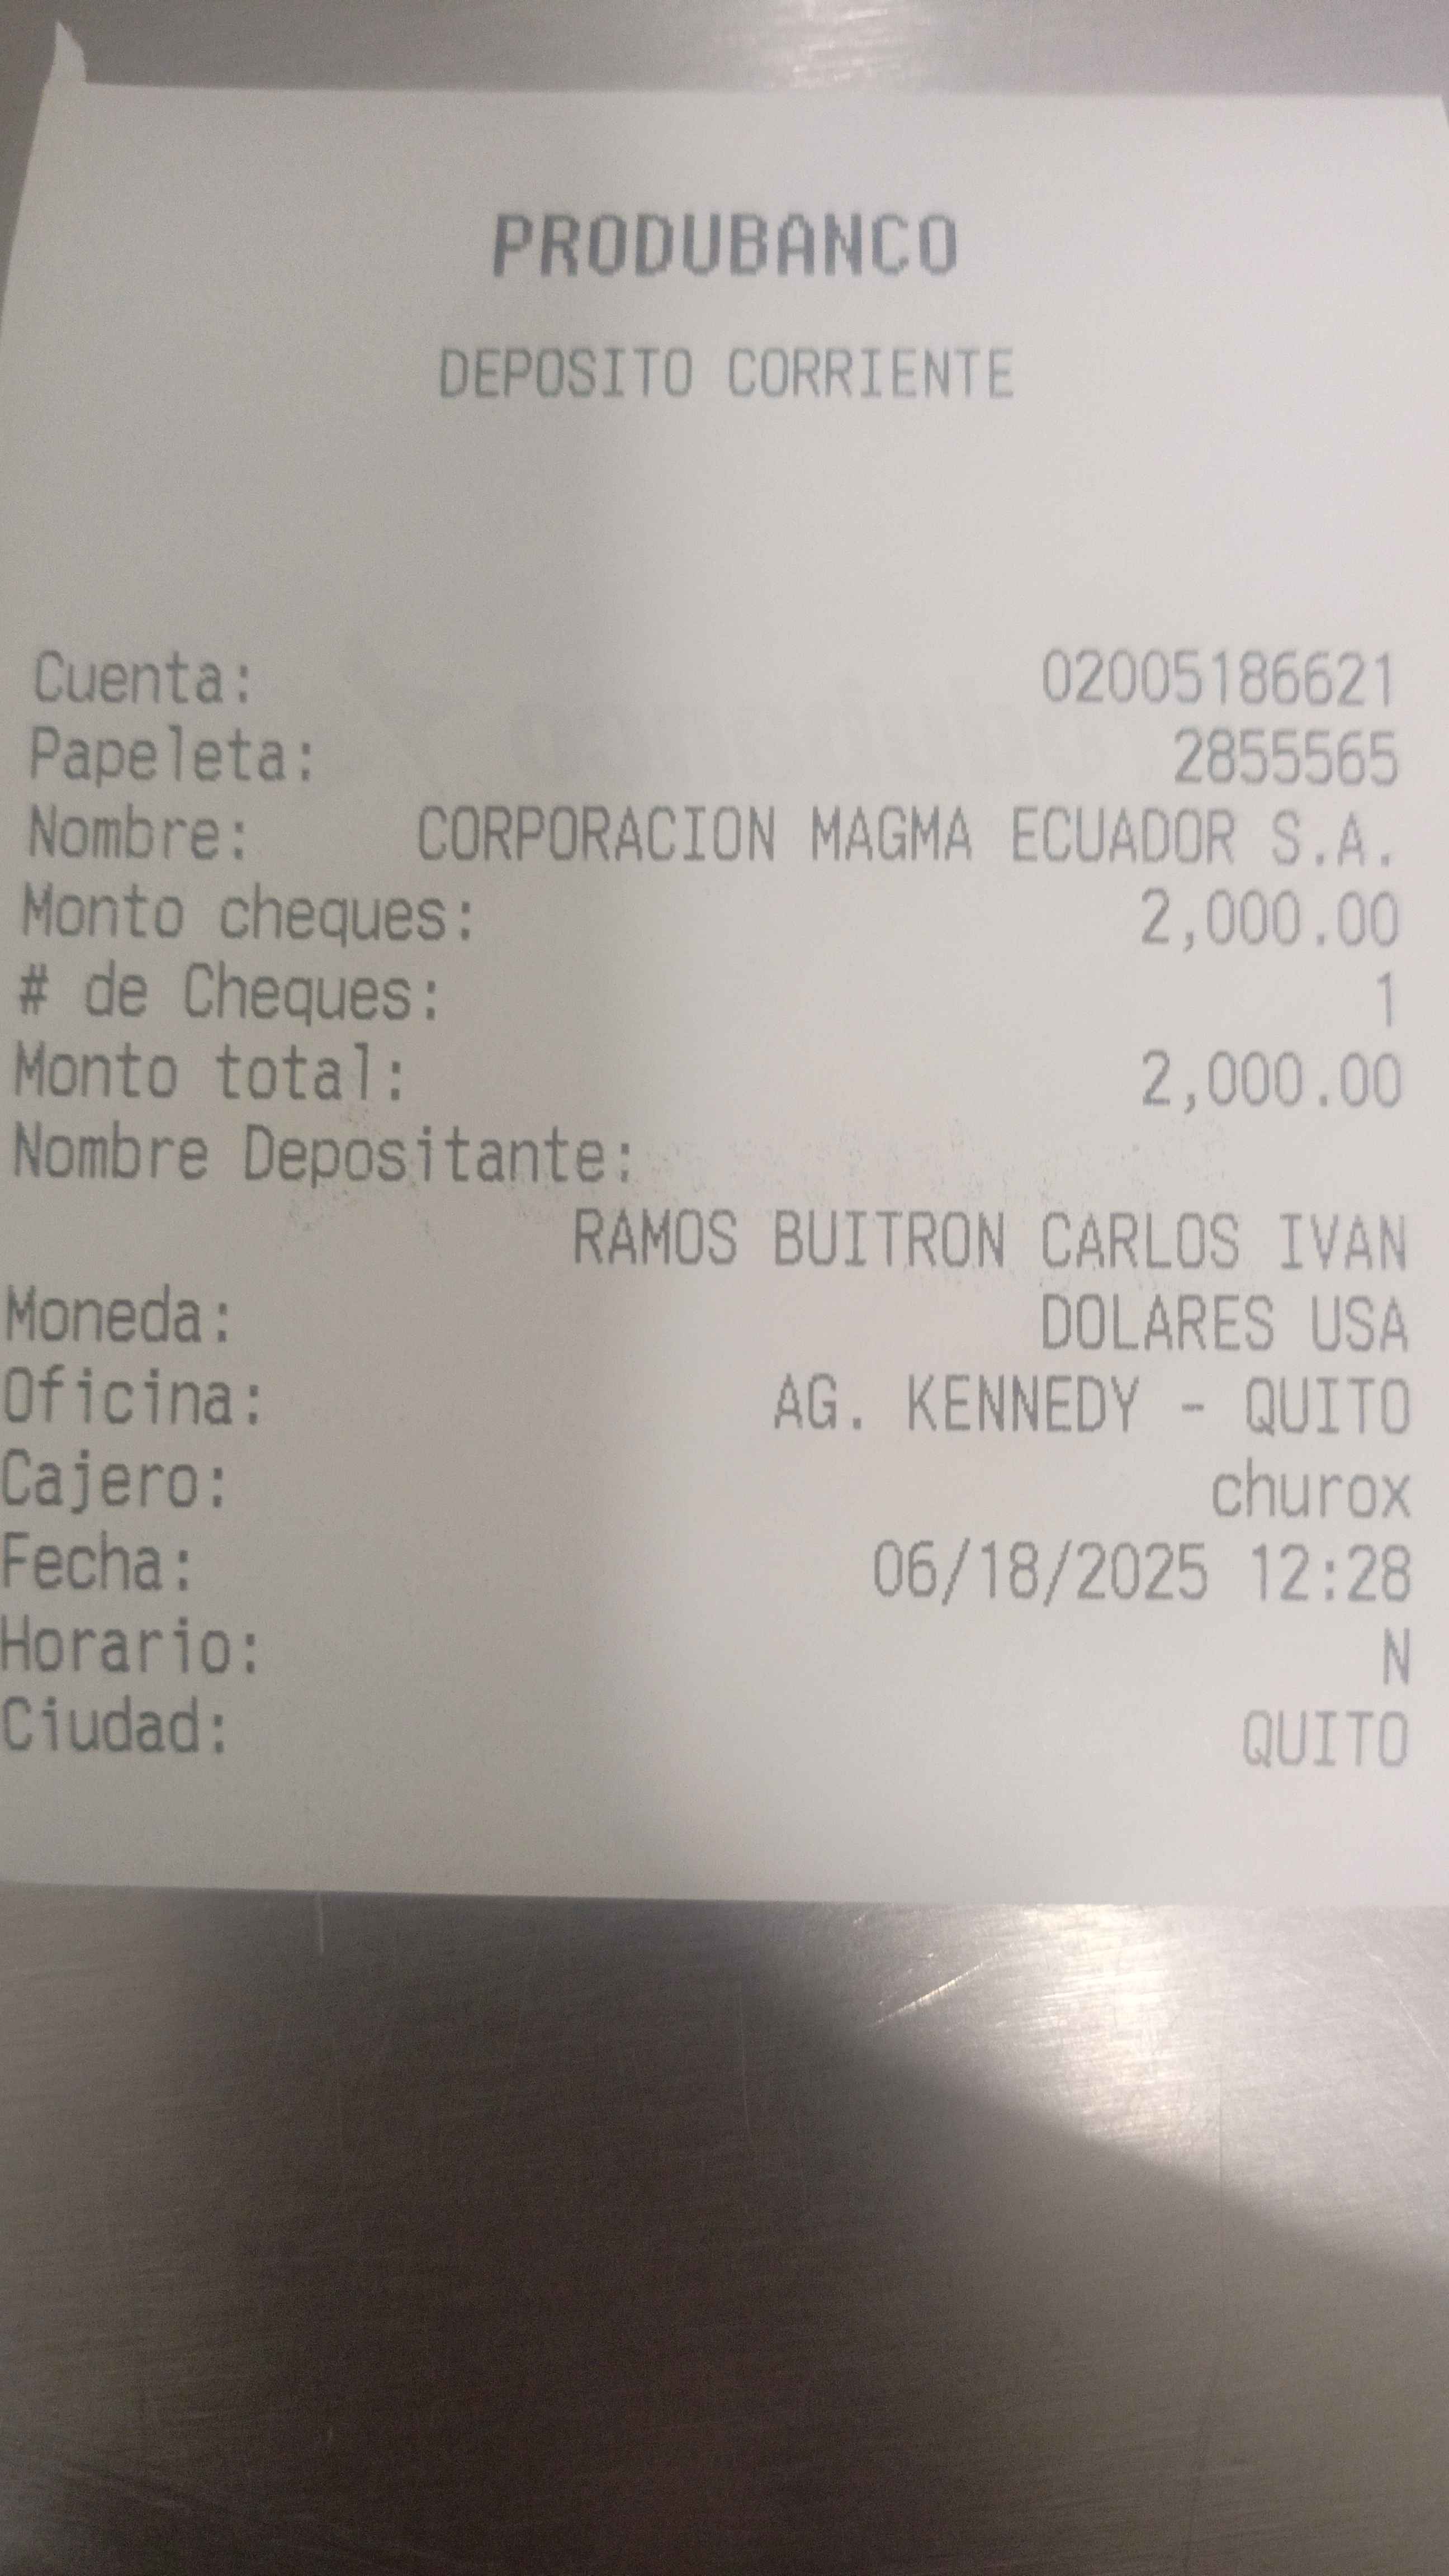 PRODUBANCO
DEPOSITO CORRIENTE
Cuenta: 02005186621
Papeleta: 2855565
Nombre: CORPORACION MAGMA ECUADOR S.A.
Monto cheques: 2,000.00
# de Cheques: 1
Monto total: 2,000.00
Nombre Depositante:
RAMOS BUITRON CARLOS IVAN
Moneda: DOLARES USA
Oficina: AG. KENNEDY - QUITO
Cajero: churox
Fecha: 06/18/2025 12:28
Horario: N
Ciudad: QUITO